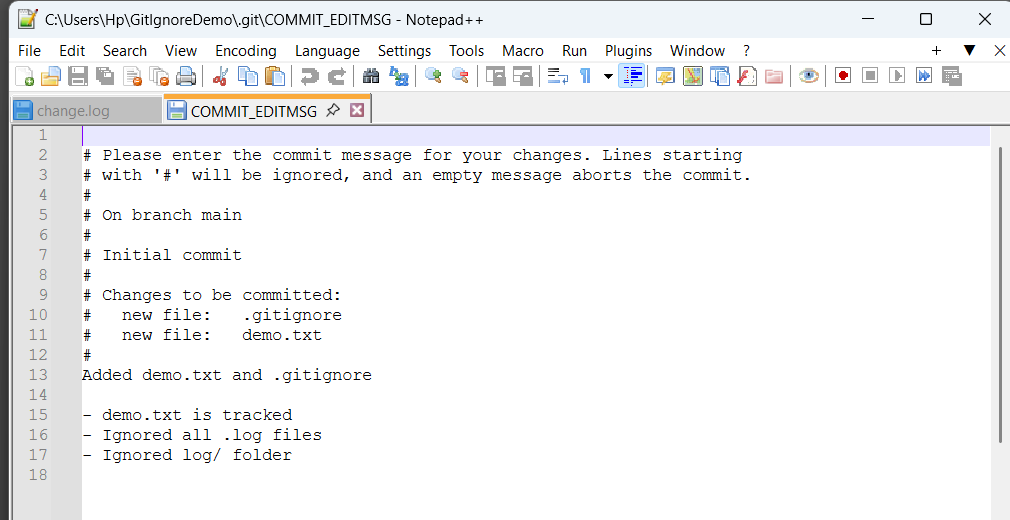 C:\Users\Hp\GitIgnoreDemo\.git\COMMIT_EDITMSG - Notepad++
File Edit Search View Encoding Language Settings Tools Macro Run Plugins Window ?
change.log COMMIT_EDITMSG
1
2 # Please enter the commit message for your changes. Lines starting
3 # with '#' will be ignored, and an empty message aborts the commit.
4 #
5 # On branch main
6 #
7 # Initial commit
8 #
9 # Changes to be committed:
10 #   new file:   .gitignore
11 #   new file:   demo.txt
12 #
13 Added demo.txt and .gitignore
14
15 - demo.txt is tracked
16 - Ignored all .log files
17 - Ignored log/ folder
18